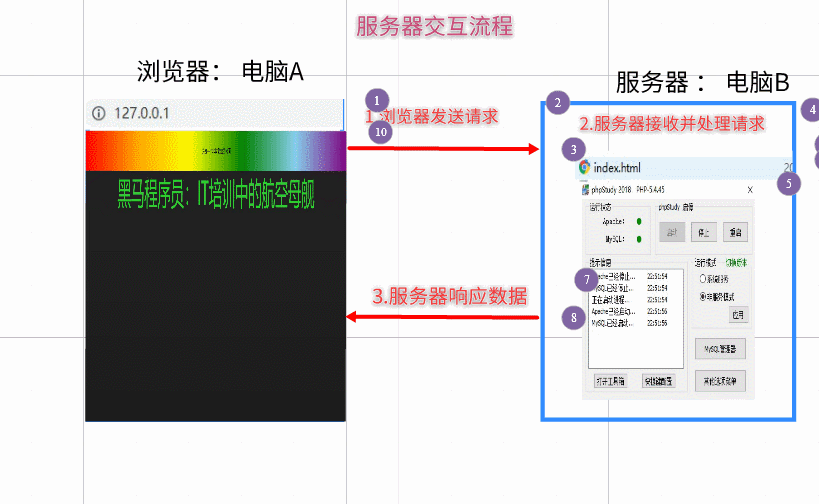 服务器交互流程
浏览器： 电脑A
服务器 ： 电脑B
127.0.0.1
1
1.浏览器发送请求
10
2
2.服务器接收并处理请求
4
3
index.html
5
phpStudy 2018 PHP-5.4.45
X
运行状态
phpStudy 启停
Apache:
MySQL:
启动
停止
重启
黑马程序员：IT培训中的航空母舰
提示信息
运行模式
切换版本
7
Apache已经停止...
22:51:54
MySQL已经停止...
22:51:54
正在启动进程...
22:51:54
Apache已经启动...
22:51:56
MySQL已经启动...
22:51:56
系统服务
非服务模式
应用
3.服务器响应数据
8
MySQL管理器
打开工具箱
其他选项菜单